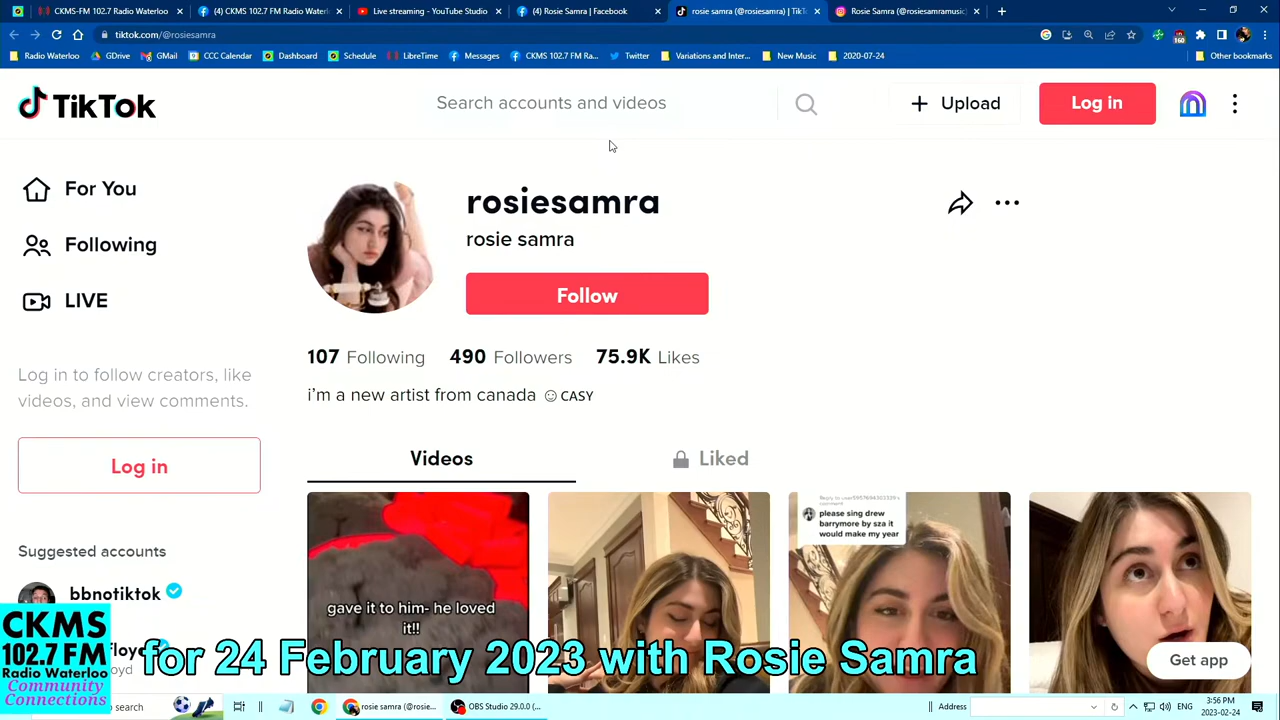 (2) CKMS-FM 102.7
(4) CKMS 102.7 FM Radio Water
Live streaming - YouTube Studio
(4) Rosie Samra | Facebook
rosie samra (@rosiesamra) | TikT
Rosie Samra (@rosiesamramusic
tiktok.com/@rosiesamra
Radio Waterloo
GDrive
GMail
CCC Calendar
Dashboard
Schedule
LibreTime
Messages
CKMS 102.7 FM Ra...
Twitter
Variations and Inter...
New Music
2020-07-24
Other bookmarks
TikTok
Search accounts and videos
Upload
Log in
For You
Following
LIVE
Log in to follow creators, like
videos, and view comments.
Log in
Suggested accounts
bbnotiktok
rosiesamra
rosie samra
Follow
107 Following 490 Followers 75.9K Likes
i'm a new artist from canada ☺ CASY
Videos
Liked
gave it to him- he loved
it!!
please sing drew
barrymore by sza it
would make my year
Get app
CKMS
102.7 FM
Radio Waterloo
Community
Connections
for 24 February 2023 with Rosie Samra
search
rosie samra (@rosie...
OBS Studio 29.0.0 (...
Address
ENG
3:56 PM
2023-02-24